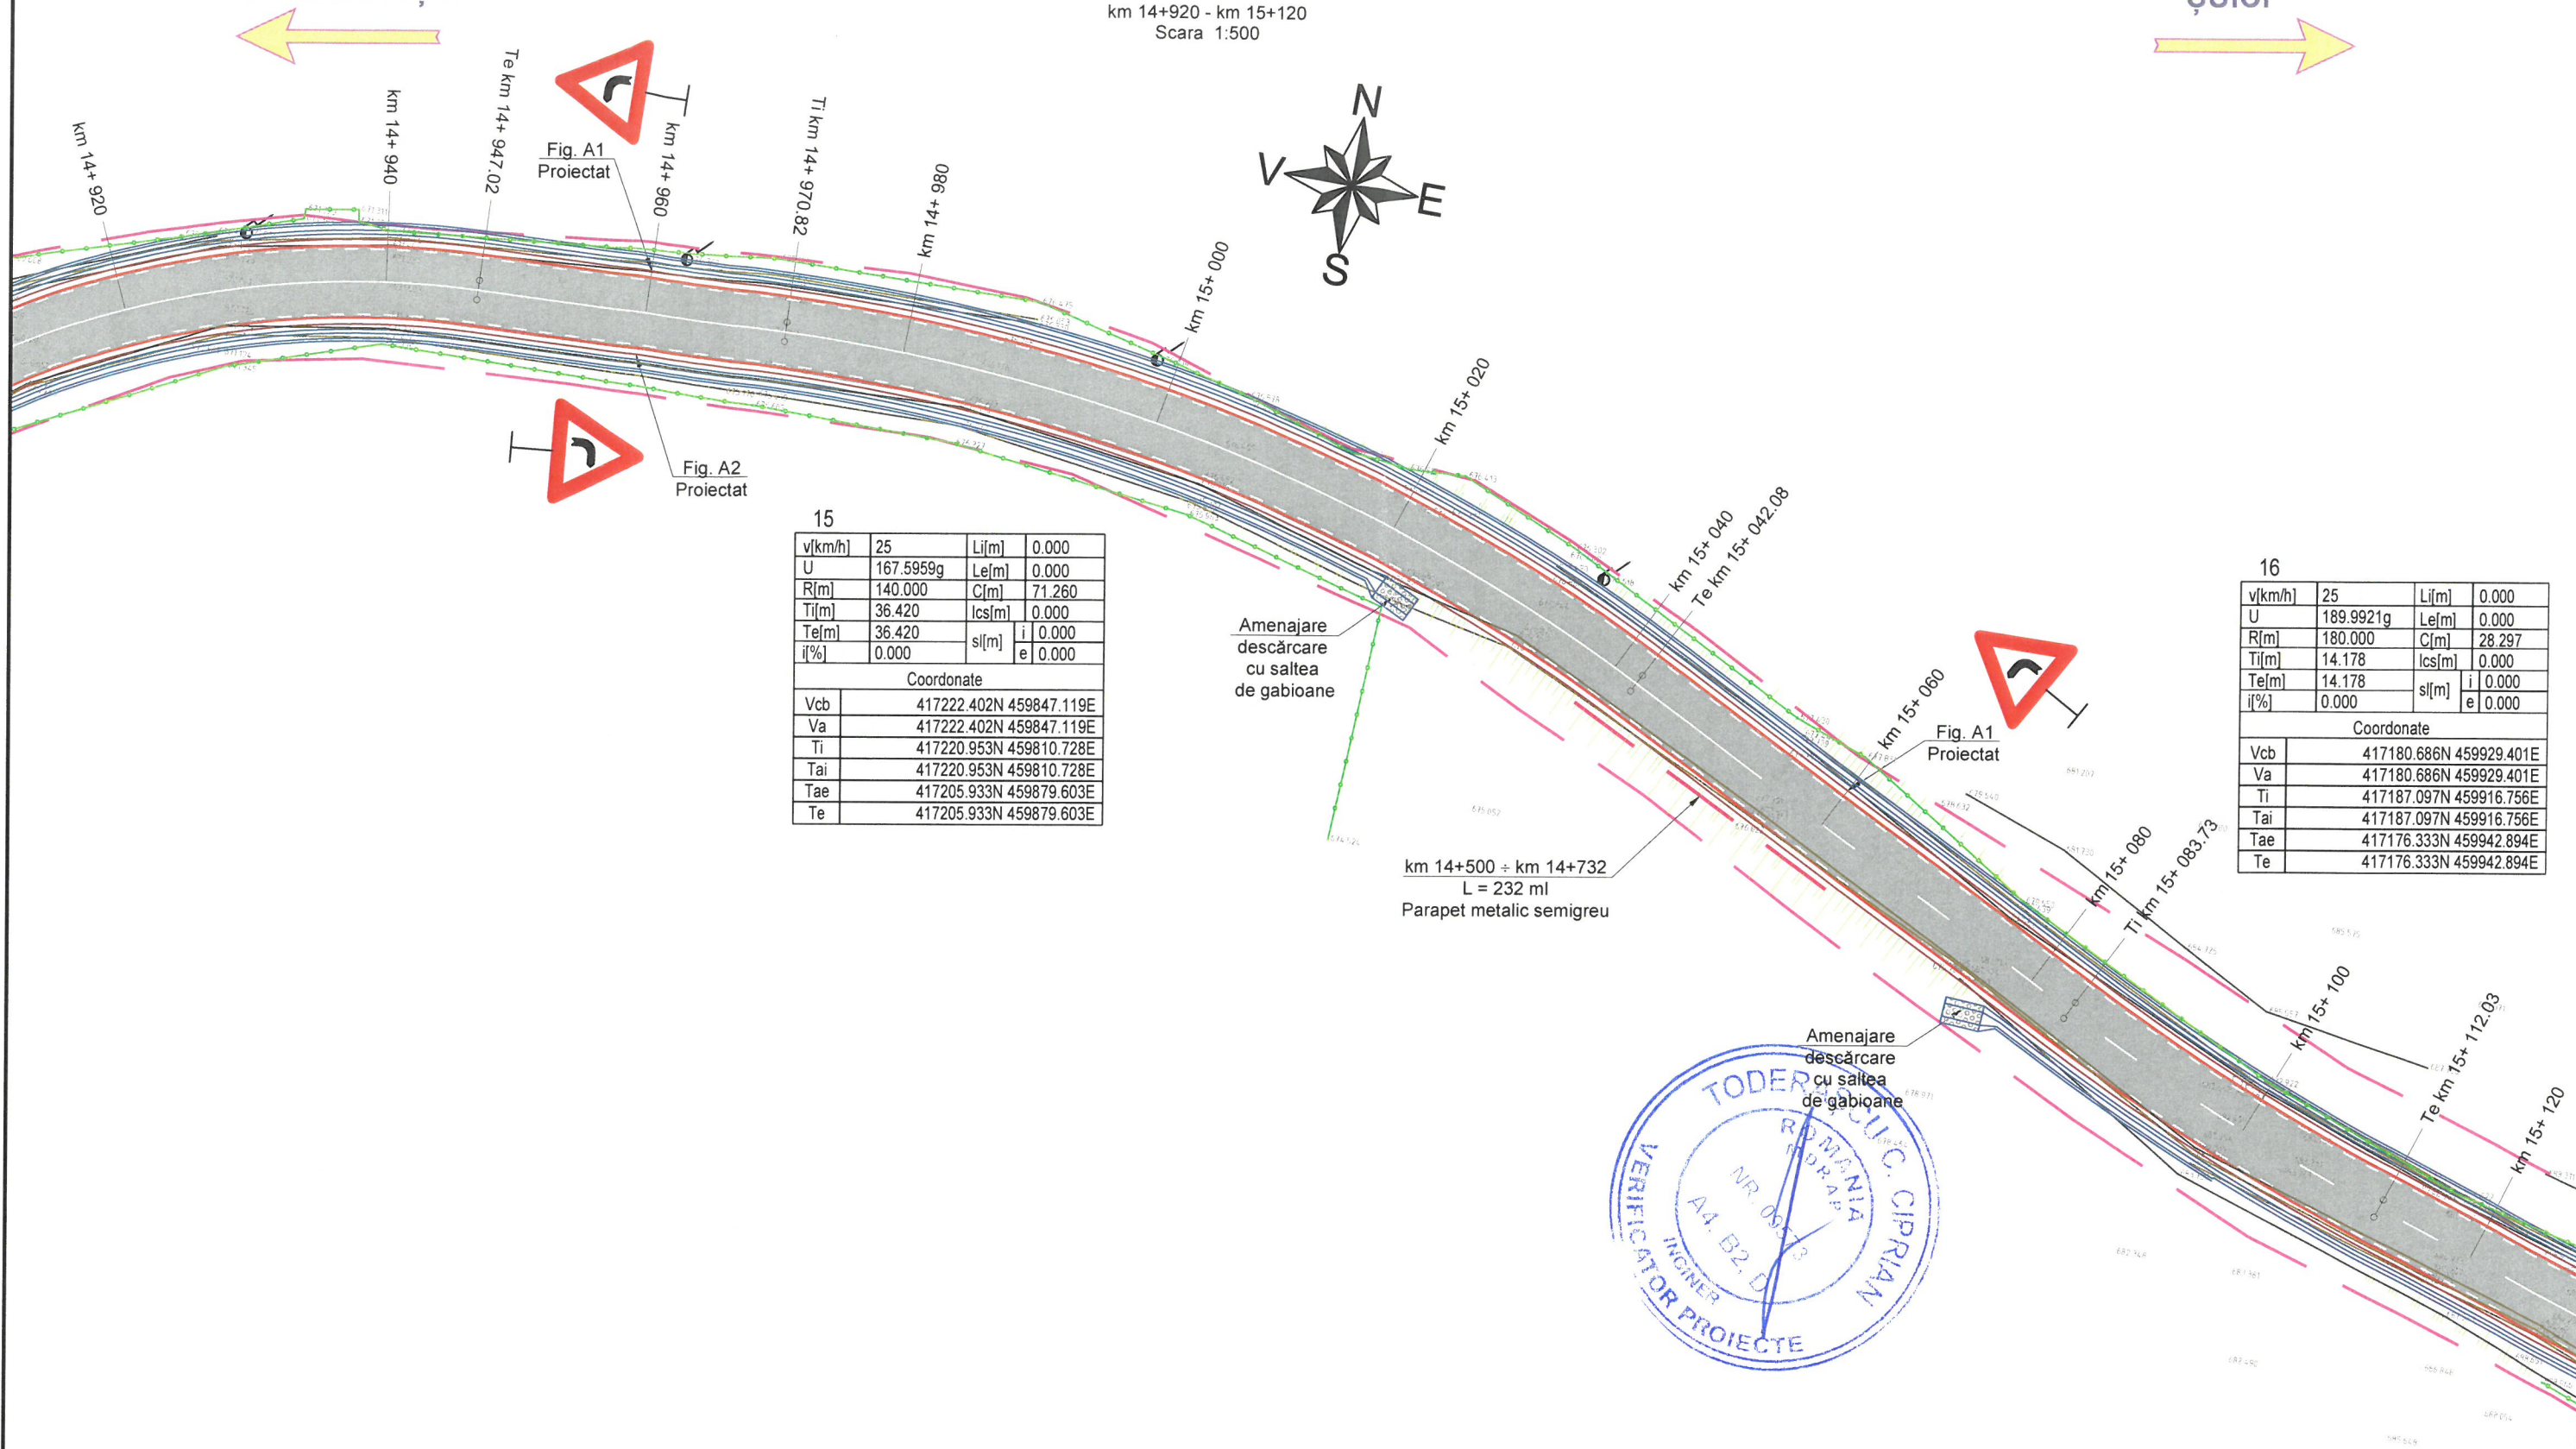 km 14+920 - km 15+120
Scara 1:500
km 14+ 920
km 14+ 940
Te km 14+ 947.02
km 14+ 960
Ti km 14+ 970.82
km 14+ 980
km 15+ 000
km 15+ 020
km 15+ 040
Te km 15+ 042.08
km 15+ 060
km 15+ 080
Ti km 15+ 083.73
km 15+ 100
Te km 15+ 112.03
km 15+ 120
N
V
E
S
Fig. A1
Proiectat
Fig. A2
Proiectat
Fig. A1
Proiectat
15
v[km/h] 25 Li[m] 0.000
U 167.5959g Le[m] 0.000
R[m] 140.000 C[m] 71.260
Ti[m] 36.420 Ics[m] 0.000
Te[m] 36.420 sl[m] i 0.000
i[%] 0.000 e 0.000
Coordonate
Vcb 417222.402N 459847.119E
Va 417222.402N 459847.119E
Ti 417220.953N 459810.728E
Tai 417220.953N 459810.728E
Tae 417205.933N 459879.603E
Te 417205.933N 459879.603E
Amenajare
descărcare
cu saltea
de gabioane
km 14+500 ÷ km 14+732
L = 232 ml
Parapet metalic semigreu
16
v[km/h] 25 Li[m] 0.000
U 189.9921g Le[m] 0.000
R[m] 180.000 C[m] 28.297
Ti[m] 14.178 Ics[m] 0.000
Te[m] 14.178 sl[m] i 0.000
i[%] 0.000 e 0.000
Coordonate
Vcb 417180.686N 459929.401E
Va 417180.686N 459929.401E
Ti 417187.097N 459916.756E
Tai 417187.097N 459916.756E
Tae 417176.333N 459942.894E
Te 417176.333N 459942.894E
Amenajare
descărcare
cu saltea
de gabioane
TODERAȘCU C. CIPRIAN
VERIFICATOR PROIECTE
ROMANIA
NR.
A4, B2, D
INGINER